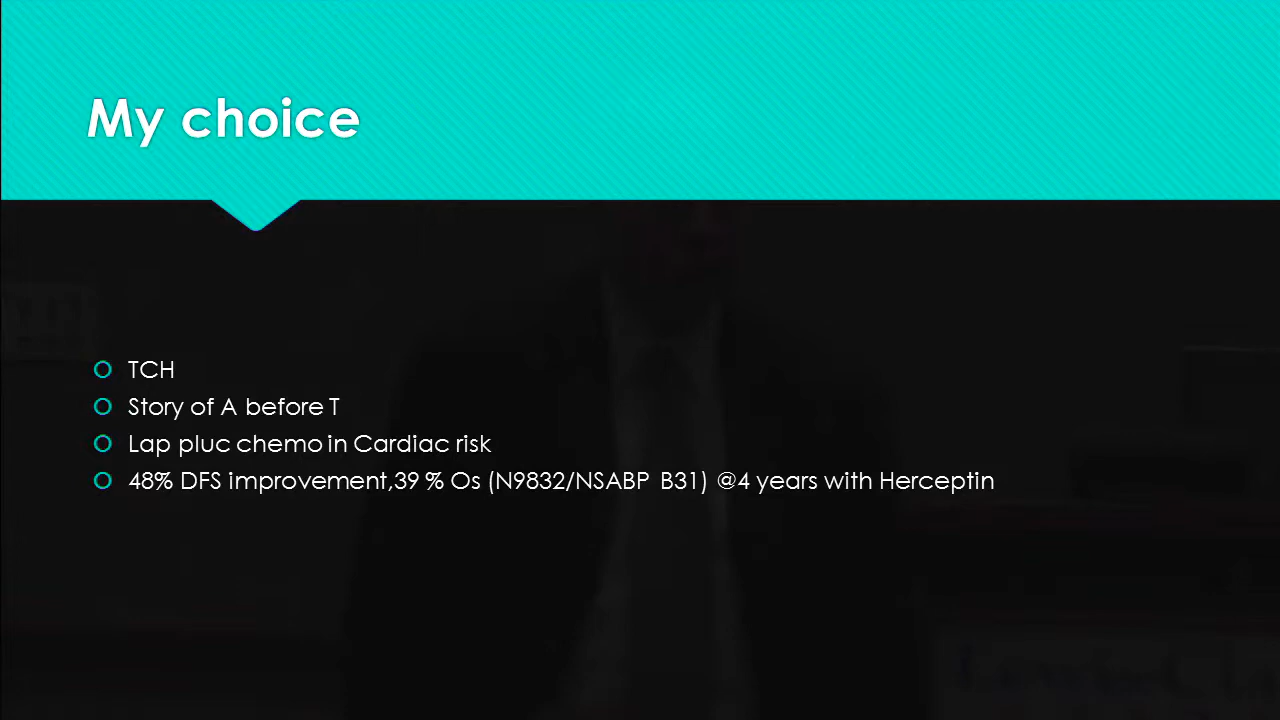 My choice
TCH
Story of A before T
Lap pluc chemo in Cardiac risk
48% DFS improvement,39 % Os (N9832/NSABP B31) @4 years with Herceptin